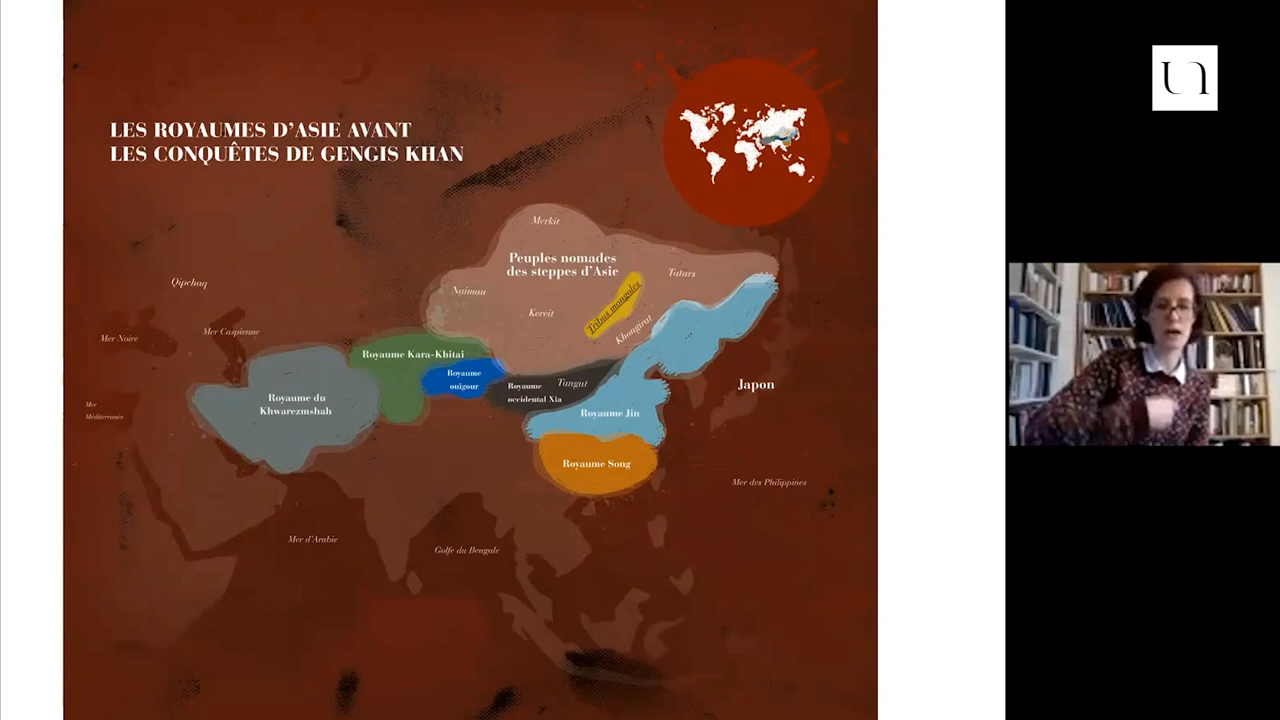 LES ROYAUMES D'ASIE AVANT
LES CONQUÊTES DE GENGIS KHAN
Merkit
Peuples nomades
des steppes d'Asie
Tatars
Qipchaq
Naiman
Tribus mongoles
Kereit
Khongirat
Mer Noire
Mer Caspienne
Royaume Kara-Khitai
Royaume
ouïgour
Royaume
occidental Xia
Tangut
Japon
Royaume du
Khwarezmshah
Mer
Méditerranée
Royaume Jin
Royaume Song
Mer des Philippines
Mer d'Arabie
Golfe du Bengale